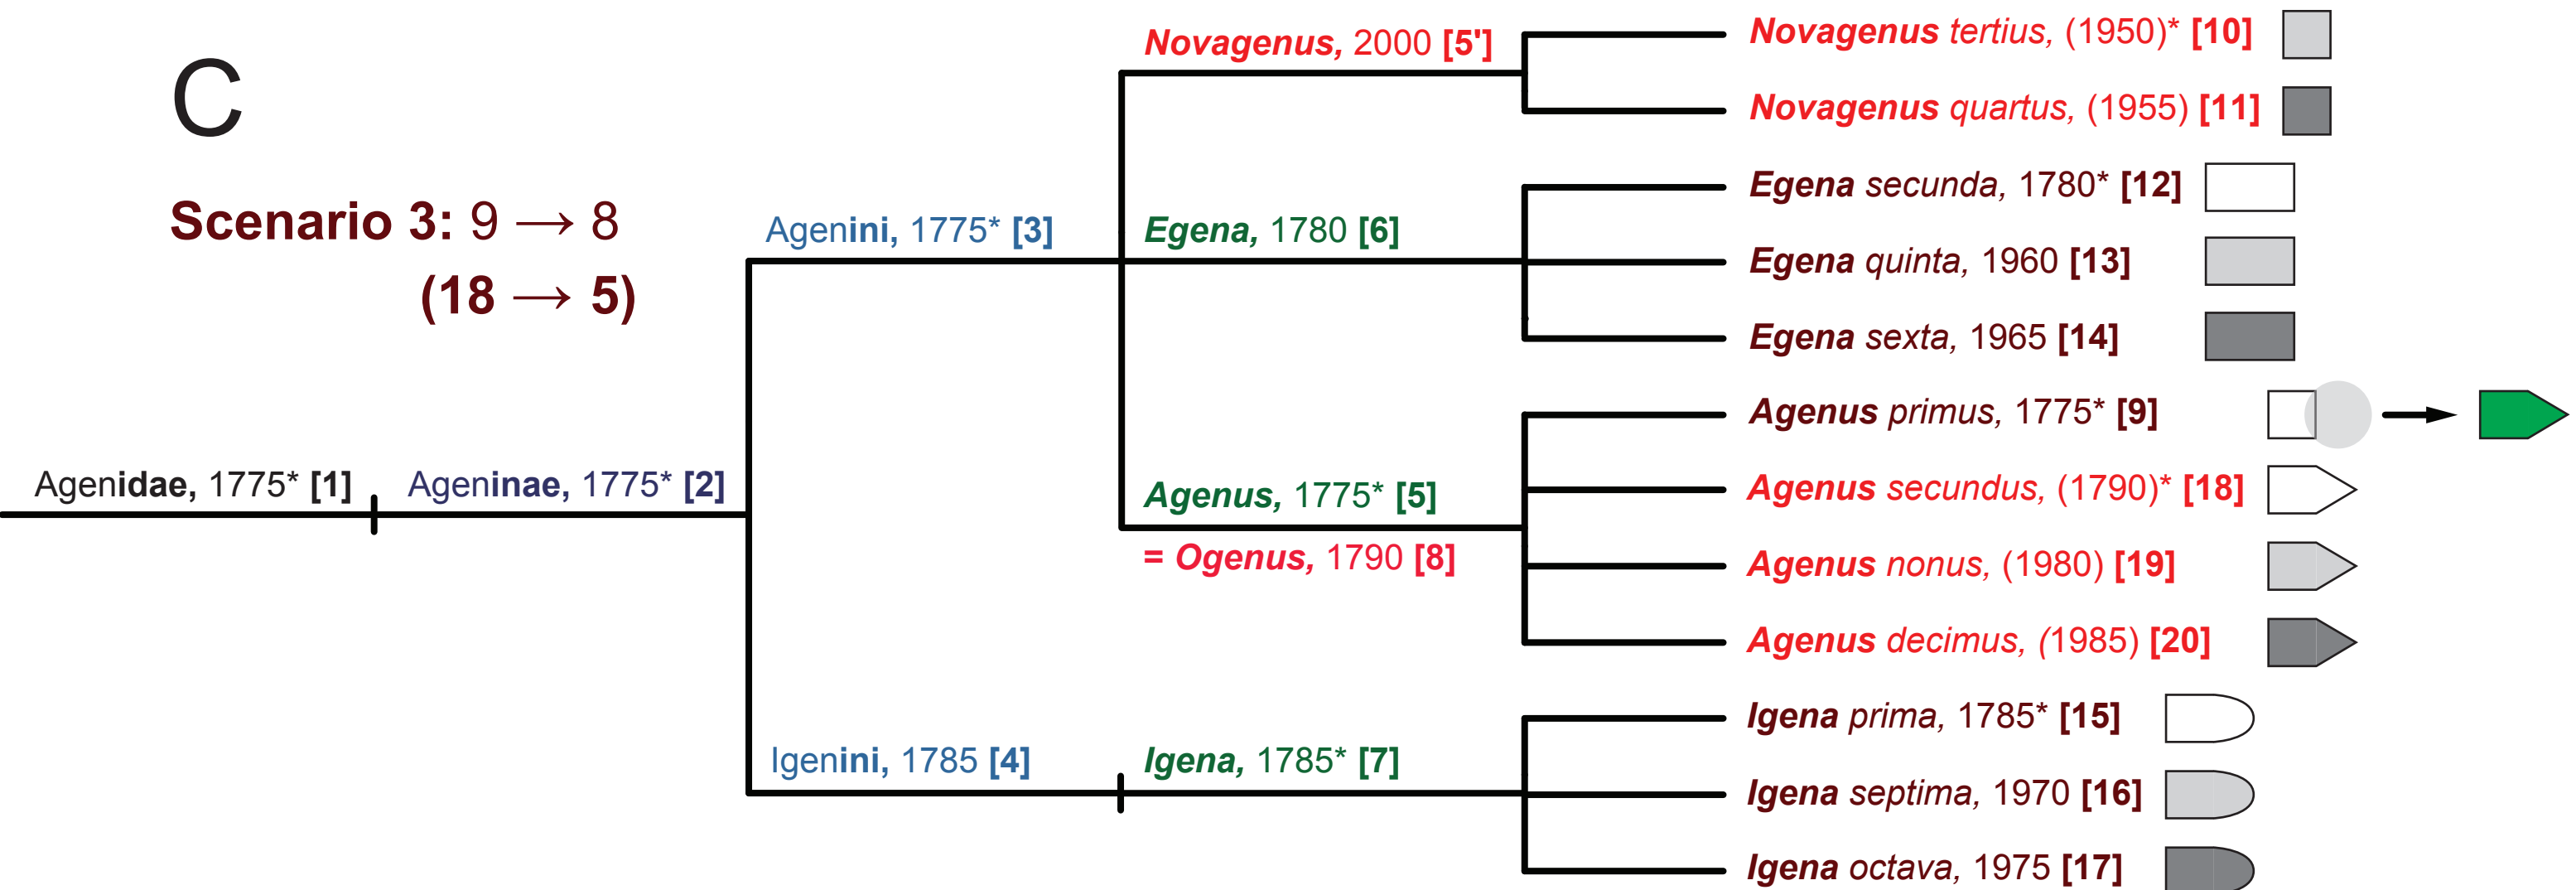 C
Scenario 3: 9 → 8
(18 → 5)
Agenidae, 1775* [1]
Ageninae, 1775* [2]
Agenini, 1775* [3]
Igenini, 1785 [4]
Novagenus, 2000 [5']
Egena, 1780 [6]
Agenus, 1775* [5]
= Ogenus, 1790 [8]
Igena, 1785* [7]
Novagenus tertius, (1950)* [10]
Novagenus quartus, (1955) [11]
Egena secunda, 1780* [12]
Egena quinta, 1960 [13]
Egena sexta, 1965 [14]
Agenus primus, 1775* [9]
Agenus secundus, (1790)* [18]
Agenus nonus, (1980) [19]
Agenus decimus, (1985) [20]
Igena prima, 1785* [15]
Igena septima, 1970 [16]
Igena octava, 1975 [17]